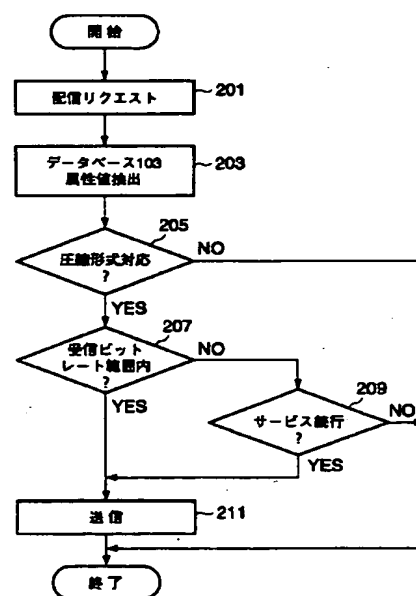 開始
配信リクエスト
201
データベース103
属性値抽出
203
205
圧縮形式対応
?
NO
YES
207
受信ビット
レート範囲内
?
NO
YES
209
サービス続行
?
NO
YES
送信
211
終了